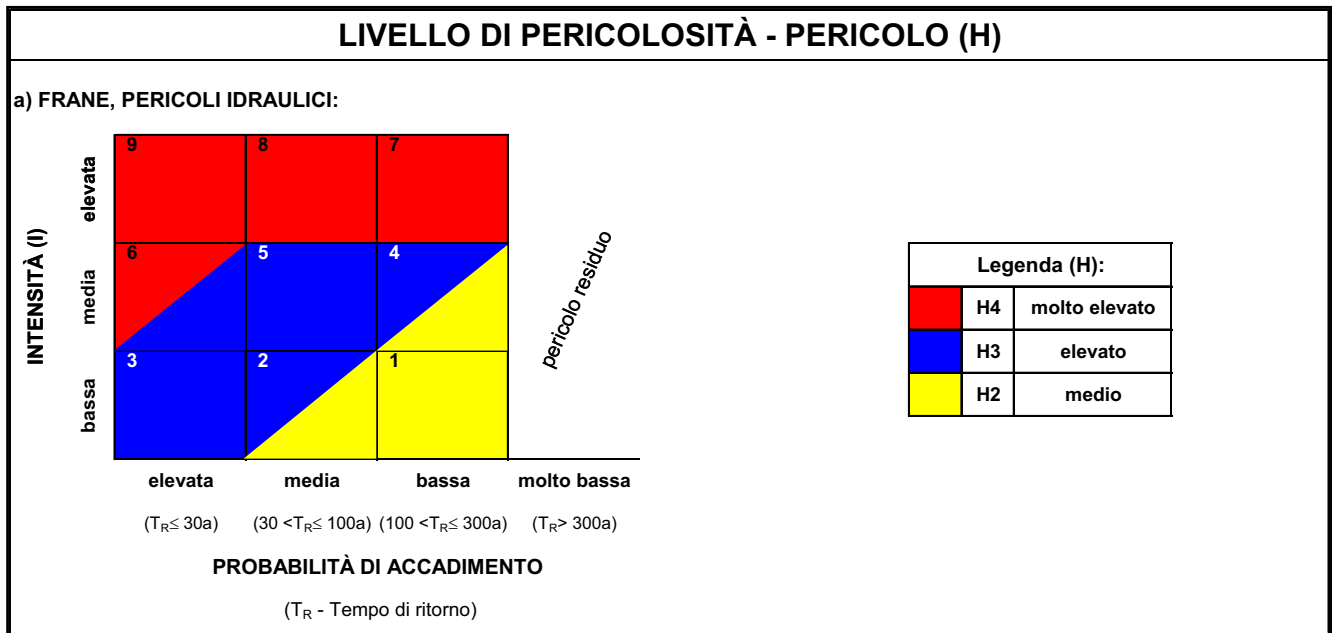 LIVELLO DI PERICOLOSITÀ - PERICOLO (H)
a) FRANE, PERICOLI IDRAULICI:
INTENSITÀ (I)
elevata
9
8
7
media
6
5
4
bassa
3
2
1
pericolo residuo
elevata
media
bassa
molto bassa
(TR≤ 30a)
(30 <TR≤ 100a)
(100 <TR≤ 300a)
(TR> 300a)
PROBABILITÀ DI ACCADIMENTO
(TR - Tempo di ritorno)
Legenda (H):
H4 molto elevato
H3 elevato
H2 medio